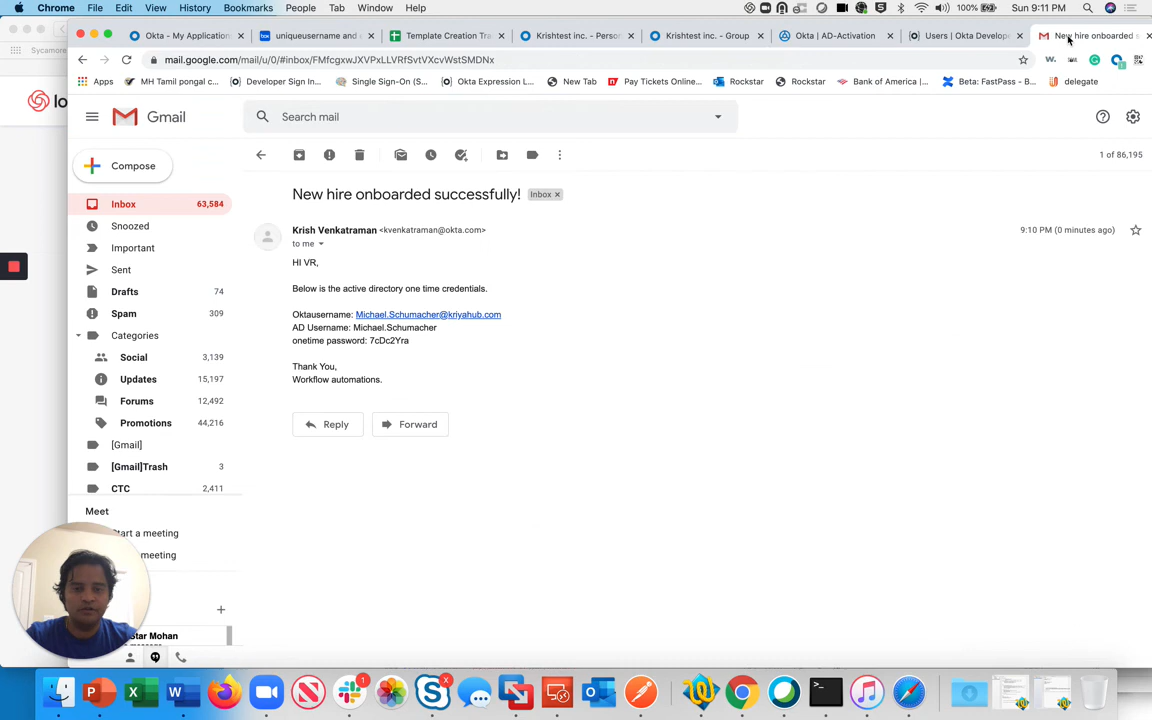 Chrome File Edit View History Bookmarks People Tab Window Help
100% Sun 9:11 PM
Okta - My Applications
uniqueusername and e
Template Creation Tra
Krishtest inc. - Perso
Krishtest inc. - Group
Okta | AD-Activation
Users | Okta Develope
New hire onboarded s
mail.google.com/mail/u/0/#inbox/FMfcgxwJXVPxLLVRfSvtVXcvWstSMDNx
Sycamore
Apps
MH Tamil pongal c...
Developer Sign In...
Single Sign-On (S...
Okta Expression L...
New Tab
Pay Tickets Online...
Rockstar
Rockstar
Bank of America |...
Beta: FastPass - B...
delegate
lo
Gmail
Search mail
Compose
1 of 86,195
Inbox 63,584
Snoozed
Important
Sent
Drafts 74
Spam 309
Categories
Social 3,139
Updates 15,197
Forums 12,492
Promotions 44,216
[Gmail]
[Gmail]Trash 3
CTC 2,411
Meet
Start a meeting
meeting
Star Mohan
New hire onboarded successfully! Inbox x
Krish Venkatraman <kvenkatraman@okta.com>
9:10 PM (0 minutes ago)
to me
HI VR,
Below is the active directory one time credentials.
Oktausername: Michael.Schumacher@kriyahub.com
AD Username: Michael.Schumacher
onetime password: 7cDc2Yra
Thank You,
Workflow automations.
Reply
Forward